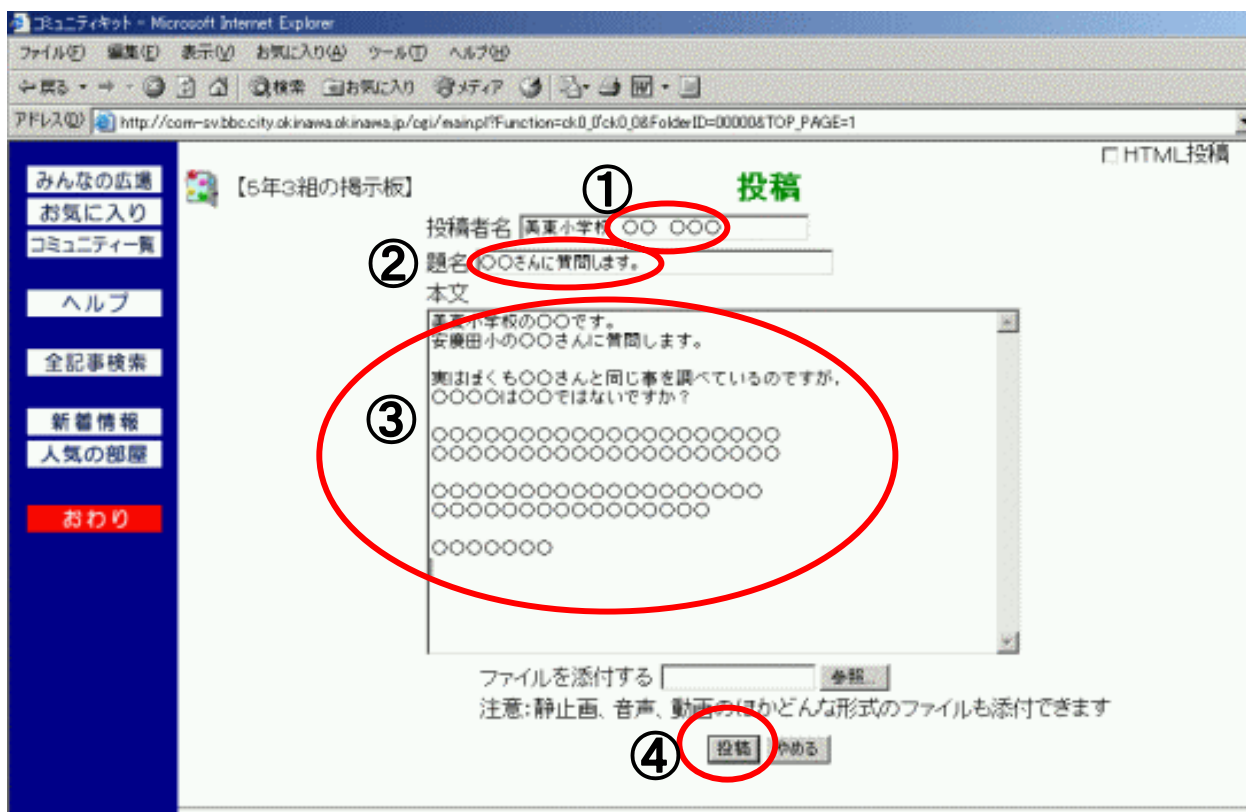 コミュニティキット - Microsoft Internet Explorer
ファイル(F) 編集(E) 表示(V) お気に入り(A) ツール(T) ヘルプ(H)
戻る 検索 お気に入り メディア
アドレス(D) http://com-sv.bbc.city.okinawa.okinawa.jp/cgi/main.pl?Function=ck0_0'ck0_0&FolderID=00000&TOP_PAGE=1
HTML投稿
みんなの広場
お気に入り
コミュニティ一覧
ヘルプ
全記事検索
新着情報
人気の部屋
おわり
【5年3組の掲示板】
投稿
①
投稿者名 美東小学校 ○○ ○○○
②
題名 ○○さんに質問します。
本文
③
美東小学校の○○です。
安慶田小の○○さんに質問します。
実はぼくも○○さんと同じ事を調べているのですが、
○○○○は○○ではないですか?
○○○○○○○○○○○○○○○○○○○○
○○○○○○○○○○○○○○○○○○○○
○○○○○○○○○○○○○○○○○○○
○○○○○○○○○○○○○○○○
○○○○○○○
ファイルを添付する 参照...
注意:静止画、音声、動画のほかどんな形式のファイルも添付できます
④
投稿 やめる